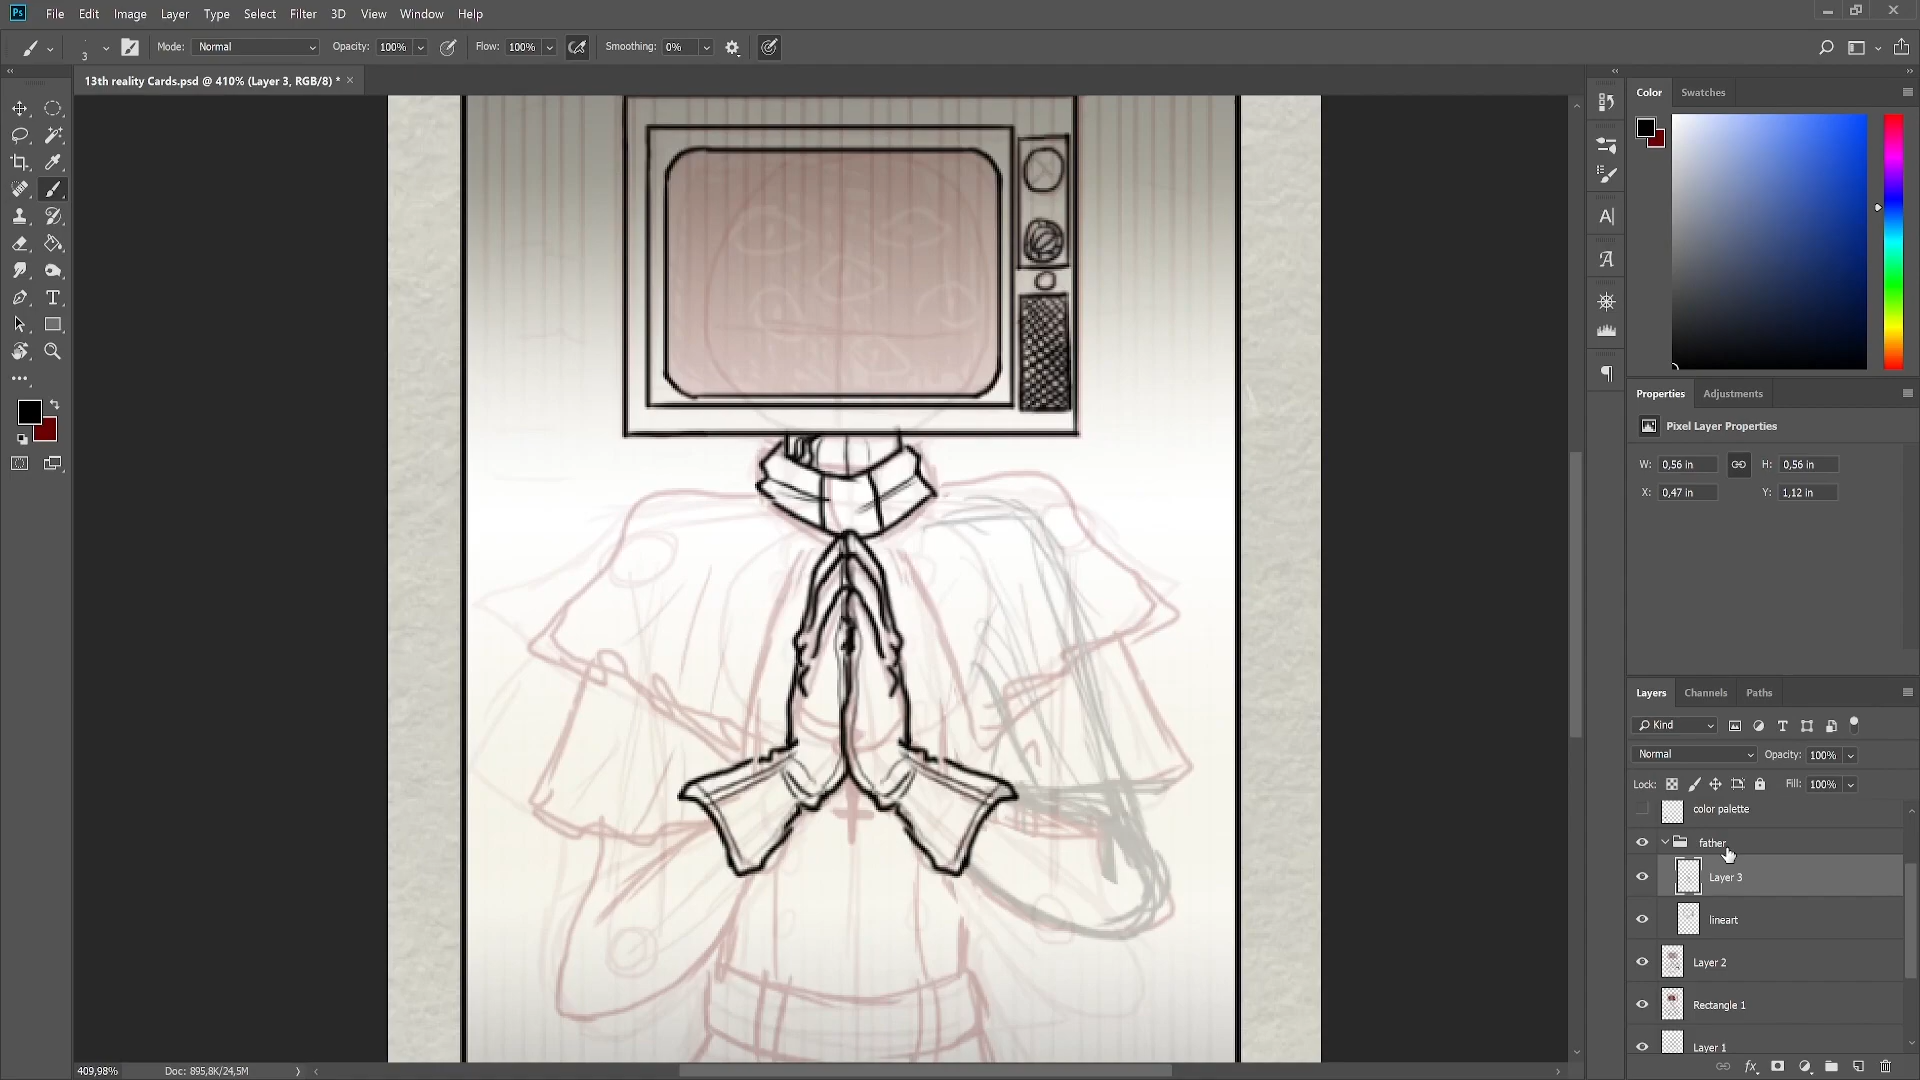 Ps File Edit Image Layer Type Select Filter 3D View Window Help
3 Mode: Normal Opacity: 100% Flow: 100% Smoothing: 0%
13th reality Cards.psd @ 410% (Layer 3, RGB/8) * ×
Color Swatches
Properties Adjustments
Pixel Layer Properties
W: 0,56 in H: 0,56 in
X: 0,47 in Y: 1,12 in
Layers Channels Paths
Kind
Normal Opacity: 100%
Lock: Fill: 100%
color palette
father
Layer 3
lineart
Layer 2
Rectangle 1
Layer 1
409,98% Doc: 895,8K/24,5M